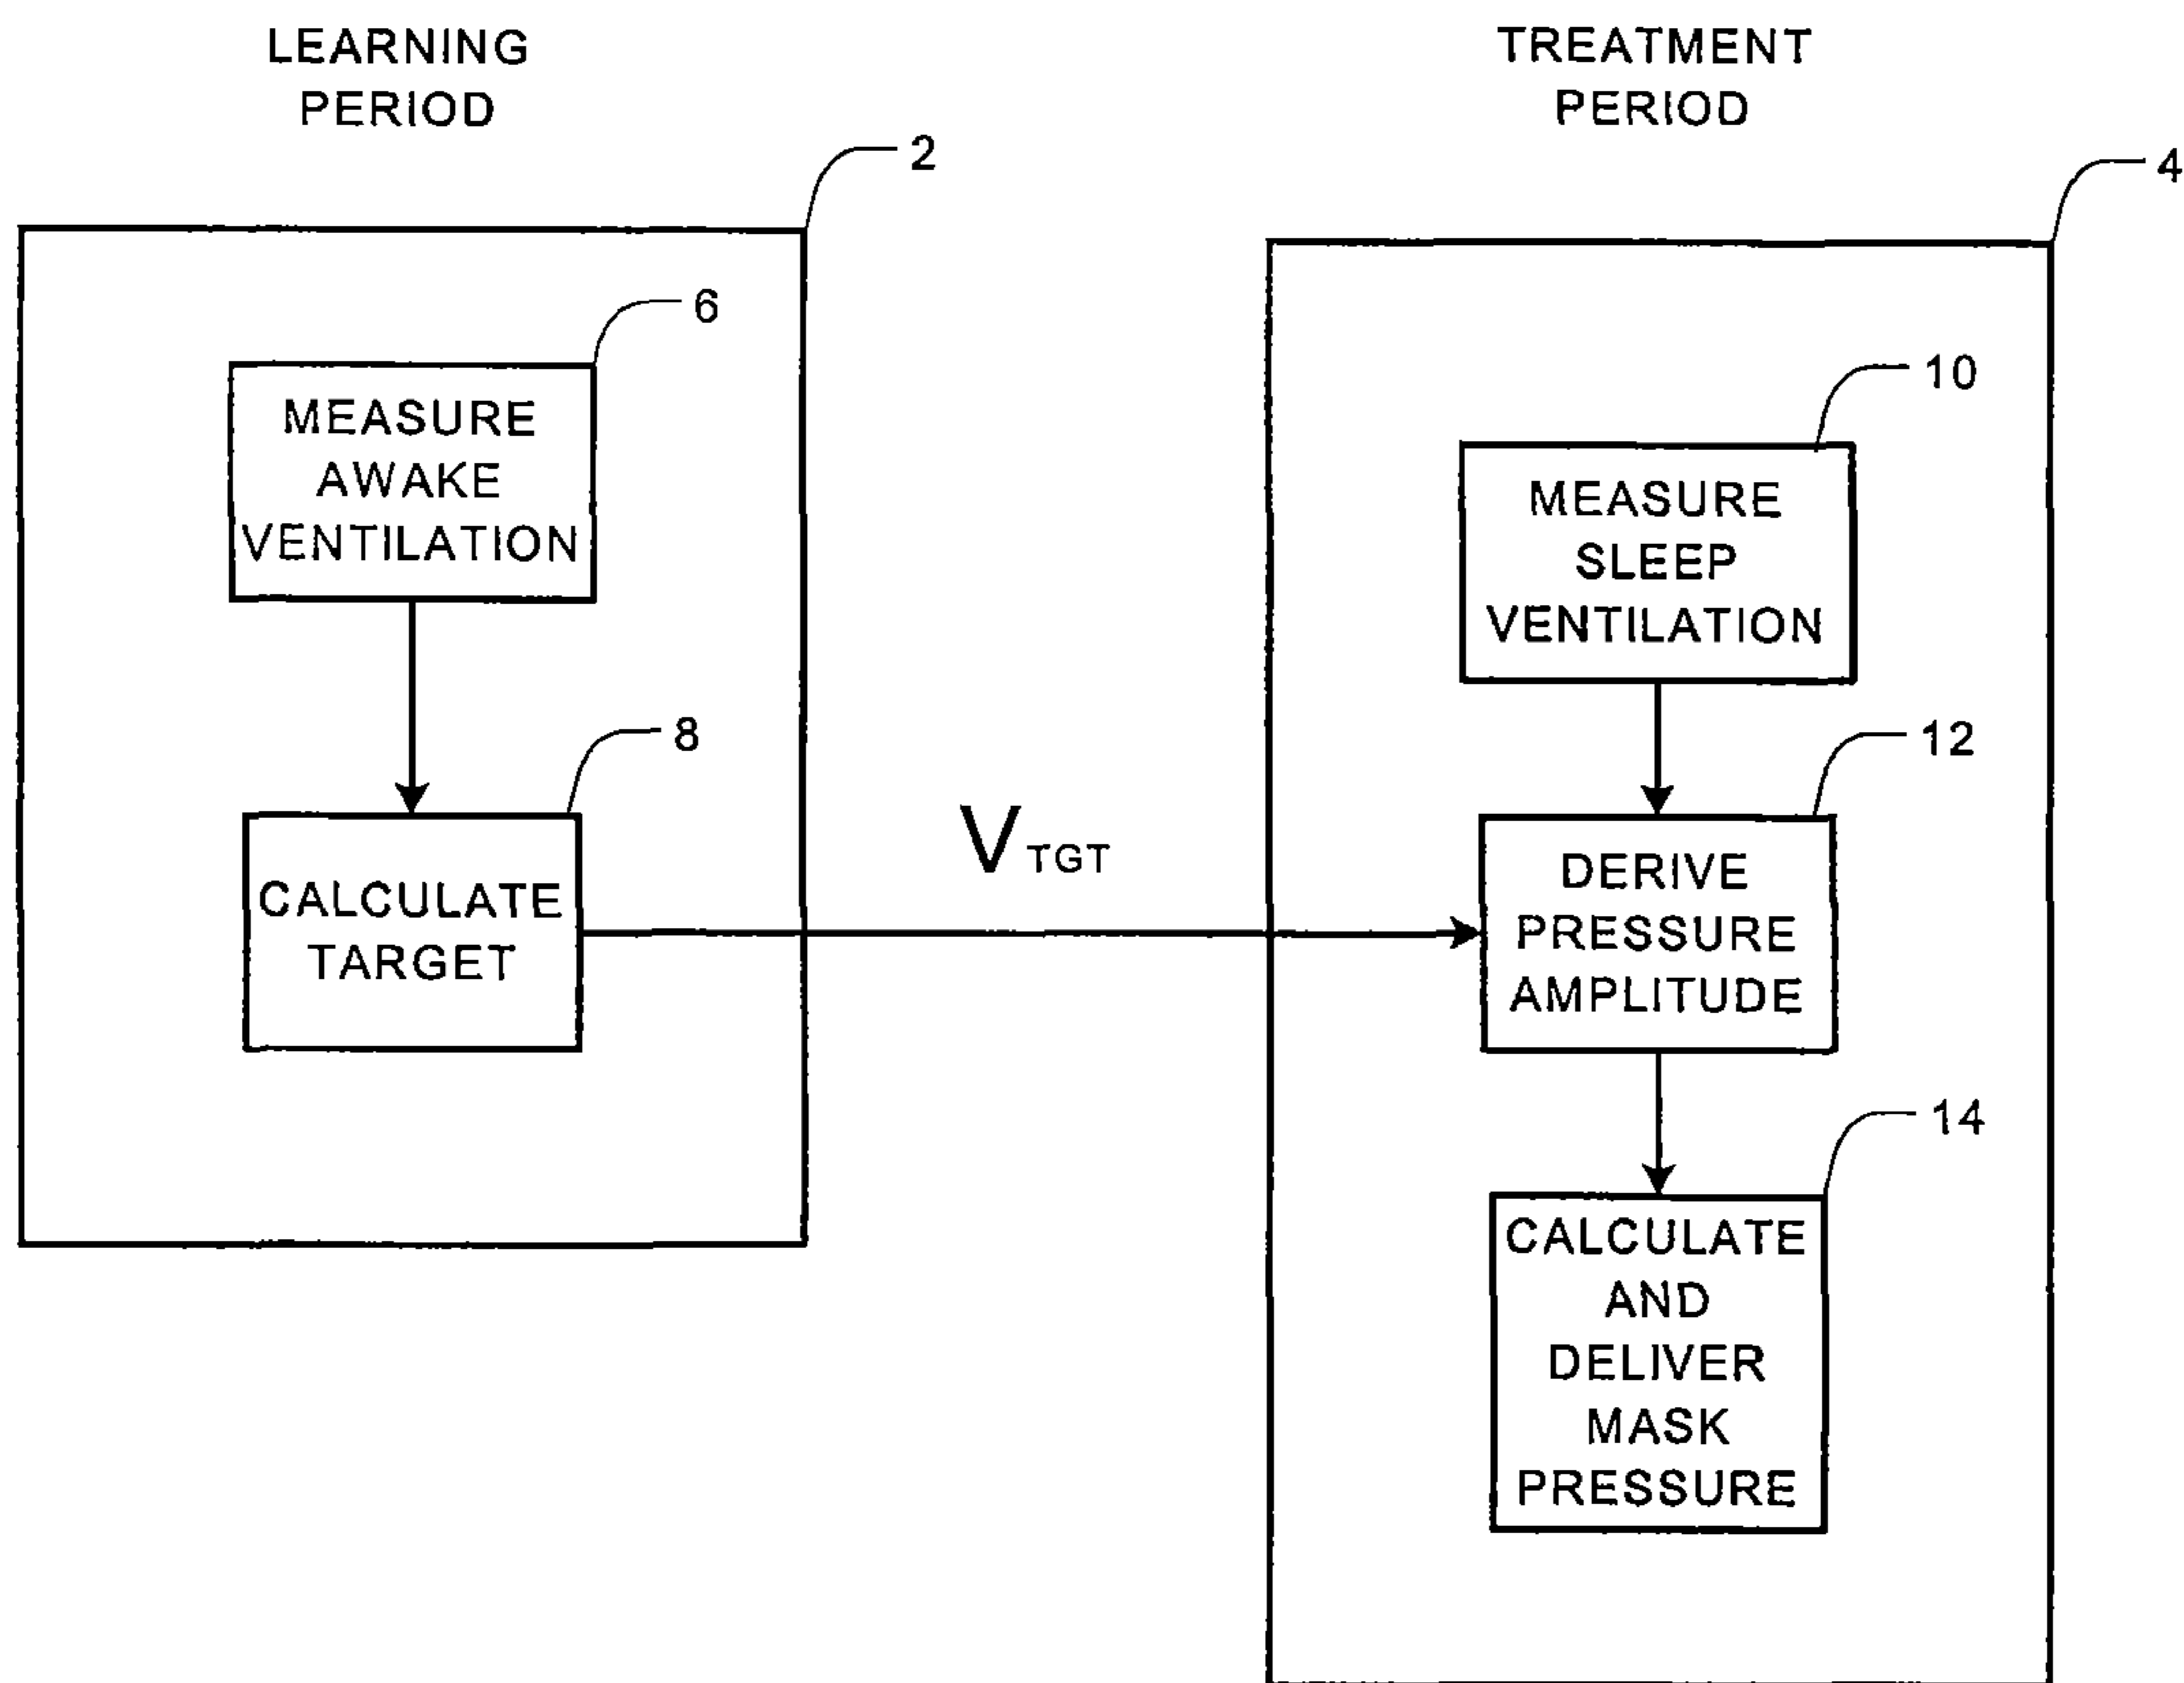 LEARNING
PERIOD
2
6
MEASURE
AWAKE
VENTILATION
8
CALCULATE
TARGET
VTGT
TREATMENT
PERIOD
4
10
MEASURE
SLEEP
VENTILATION
12
DERIVE
PRESSURE
AMPLITUDE
14
CALCULATE
AND
DELIVER
MASK
PRESSURE